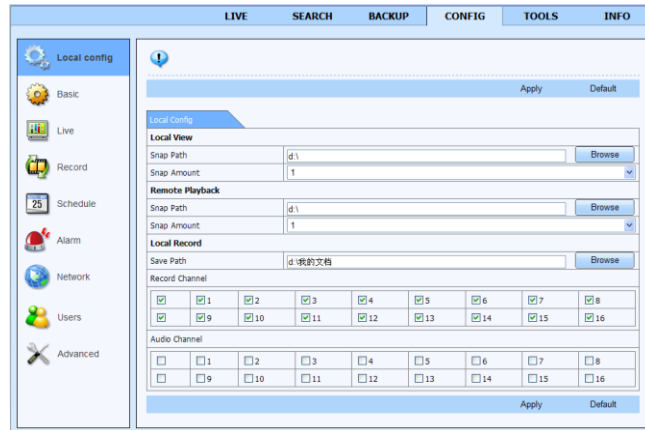 LIVE SEARCH BACKUP CONFIG TOOLS INFO
Local config
Basic
Live
Record
25 Schedule
Alarm
Network
Users
Advanced
Apply Default
Local Config
Local View
Snap Path d:\ Browse
Snap Amount 1
Remote Playback
Snap Path d:\ Browse
Snap Amount 1
Local Record
Save Path d:\我的文档 Browse
Record Channel
1 2 3 4 5 6 7 8
9 10 11 12 13 14 15 16
Audio Channel
1 2 3 4 5 6 7 8
9 10 11 12 13 14 15 16
Apply Default